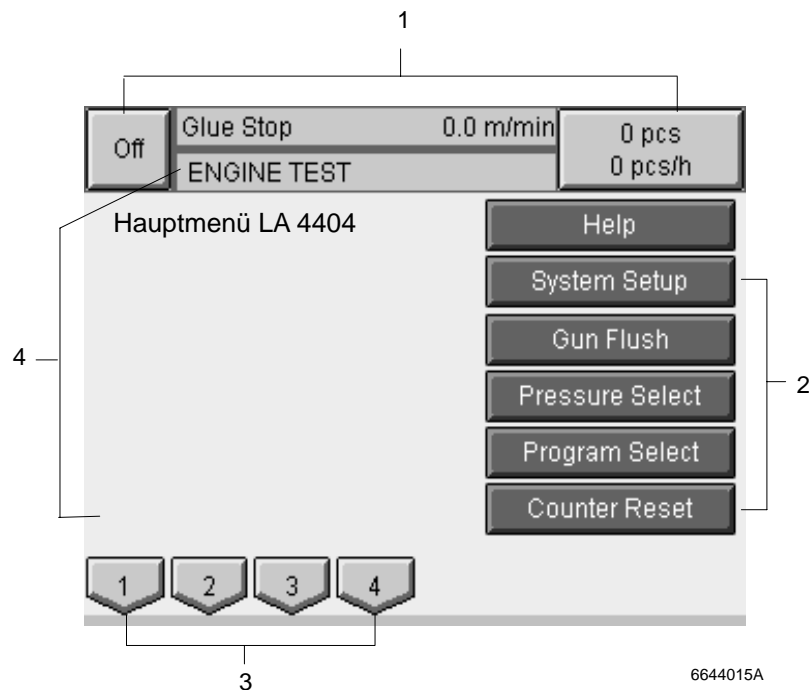 1
Off
Glue Stop 0.0 m/min
ENGINE TEST
0 pcs
0 pcs/h
Hauptmenü LA 4404
Help
System Setup
Gun Flush
Pressure Select
Program Select
Counter Reset
4
2
1 2 3 4
3
6644015A